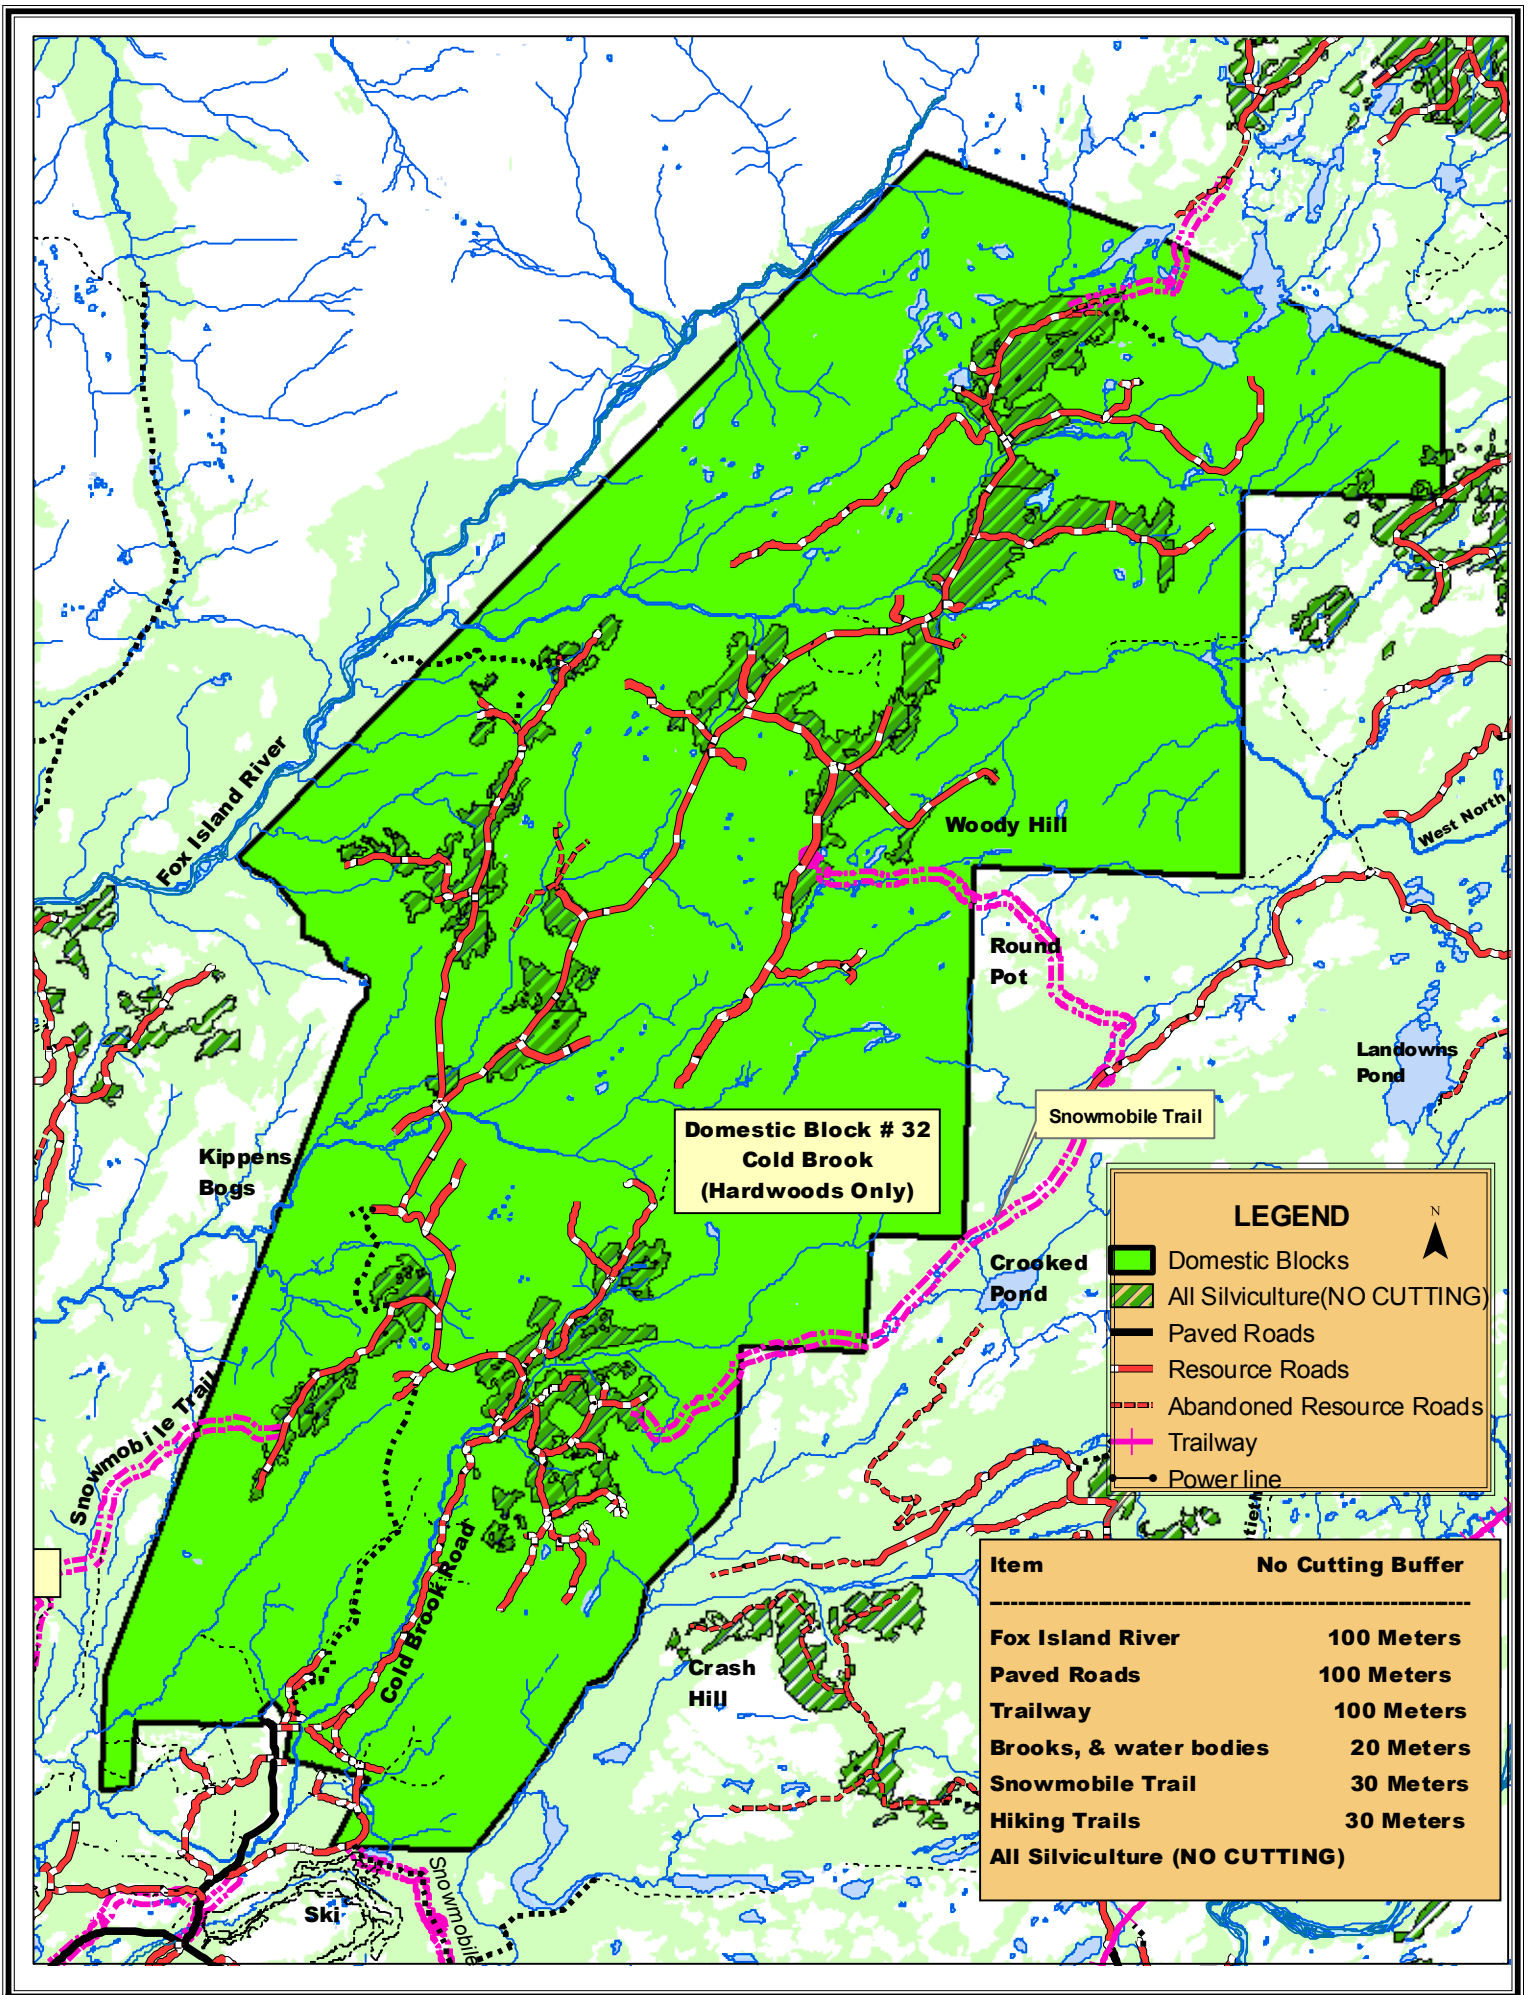 Fox Island River
Woody Hill
West North
Round
Pot
Landowns
Pond
Snowmobile Trail
Domestic Block # 32
Cold Brook
(Hardwoods Only)
Kippens
Bogs
Crooked
Pond
LEGEND
N
Domestic Blocks
All Silviculture(NO CUTTING)
Paved Roads
Resource Roads
Abandoned Resource Roads
Trailway
Power line
Snowmobile Trail
Cold Brook Road
Crash
Hill
Item No Cutting Buffer
Fox Island River 100 Meters
Paved Roads 100 Meters
Trailway 100 Meters
Brooks, & water bodies 20 Meters
Snowmobile Trail 30 Meters
Hiking Trails 30 Meters
All Silviculture (NO CUTTING)
Ski
Snowmobile